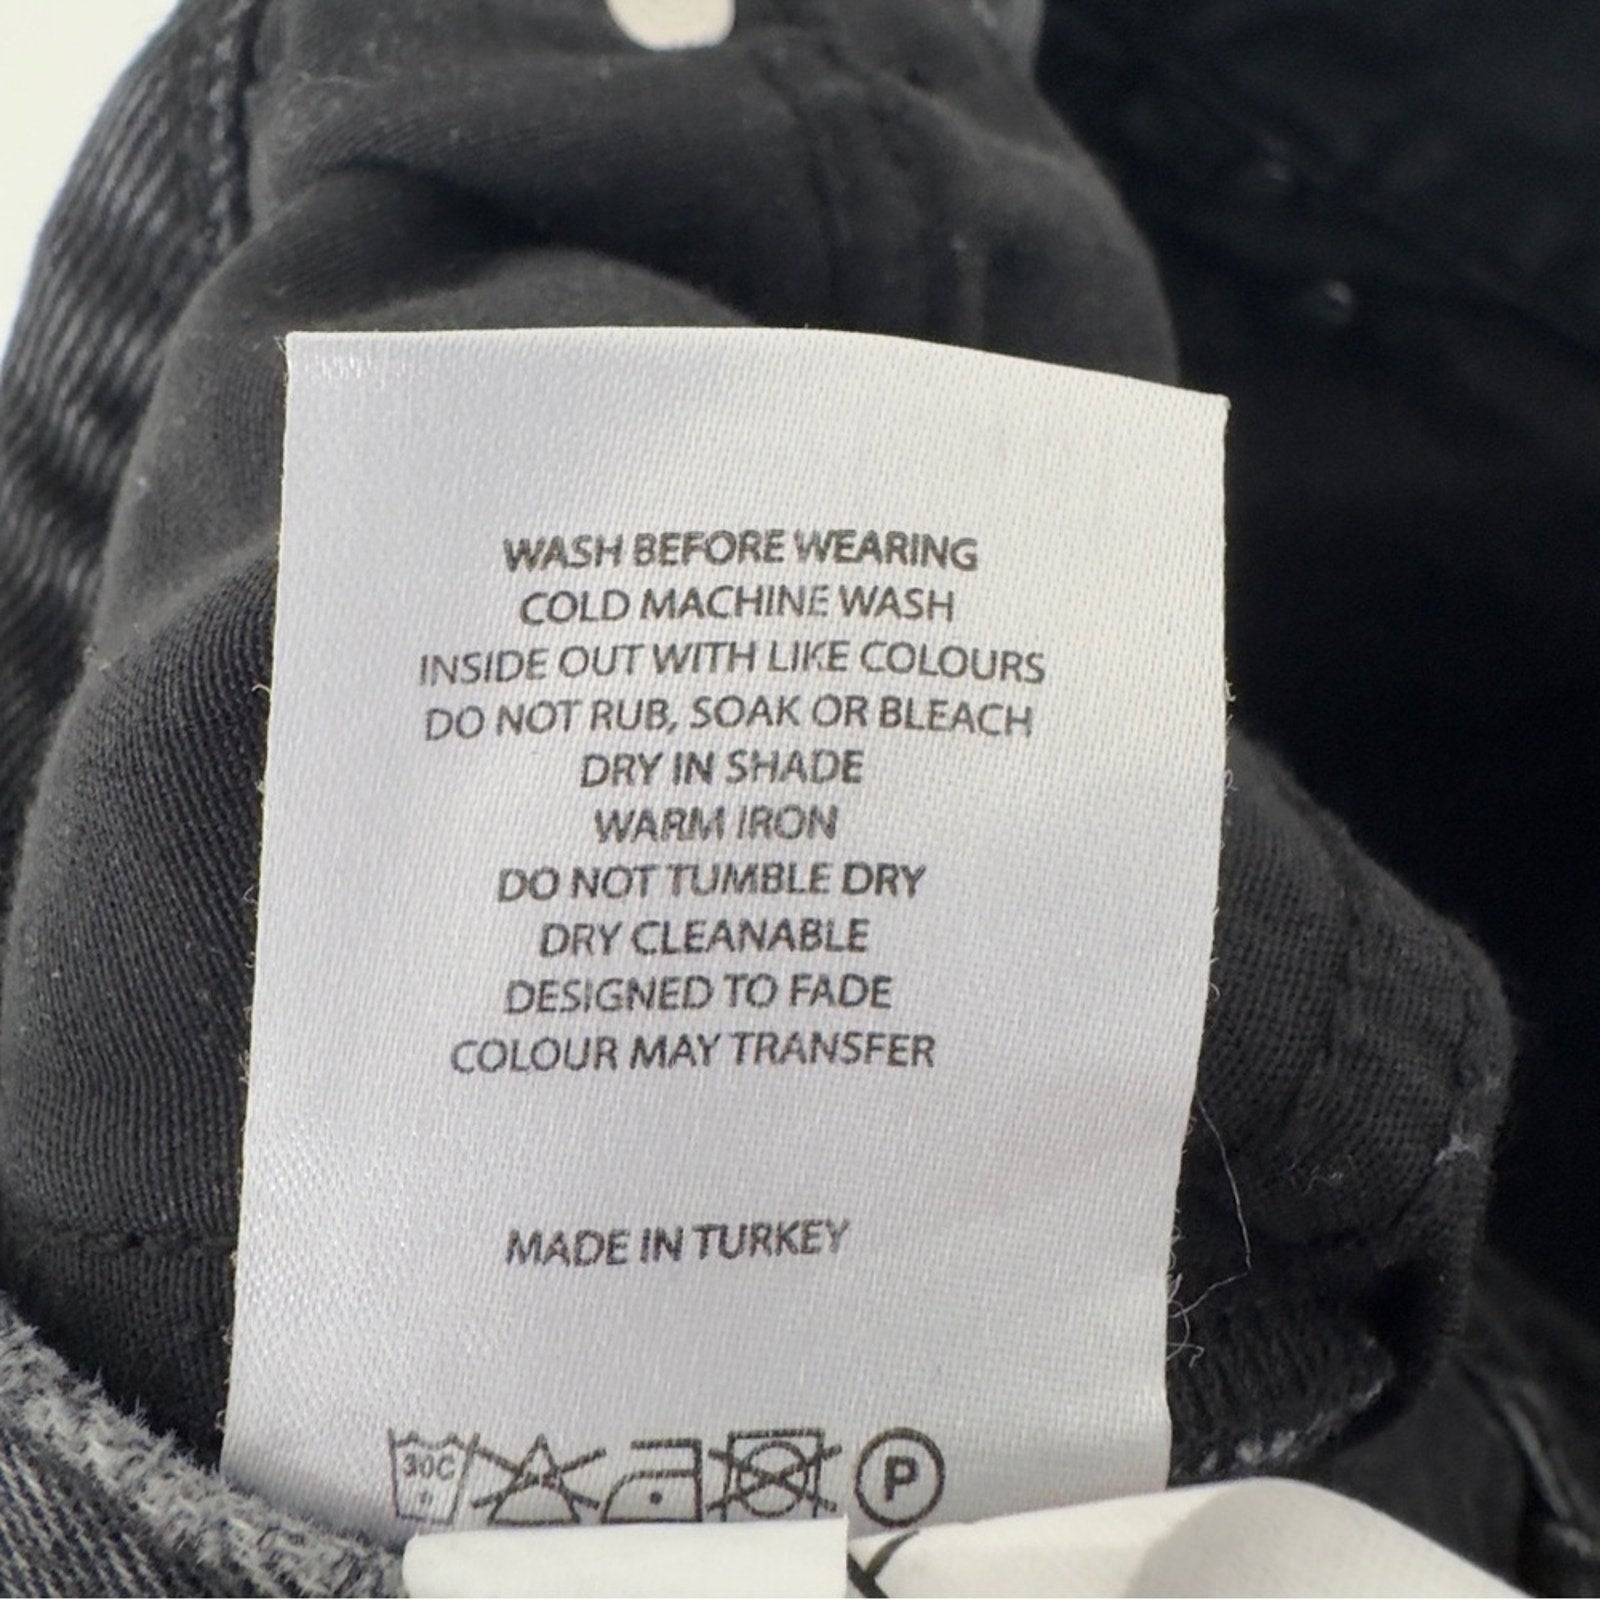 WASH BEFORE WEARING
COLD MACHINE WASH
INSIDE OUT WITH LIKE COLOURS
DO NOT RUB, SOAK OR BLEACH
DRY IN SHADE
WARM IRON
DO NOT TUMBLE DRY
DRY CLEANABLE
DESIGNED TO FADE
COLOUR MAY TRANSFER
MADE IN TURKEY
30C P